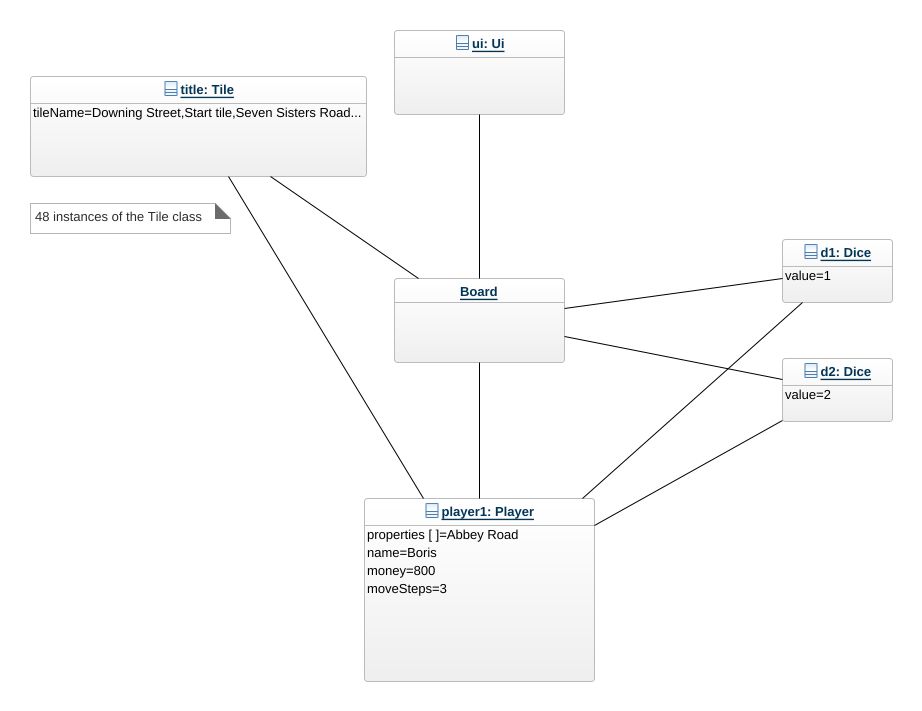 ui: Ui
title: Tile
tileName=Downing Street,Start tile,Seven Sisters Road...
48 instances of the Tile class
d1: Dice
value=1
Board
d2: Dice
value=2
player1: Player
properties [ ]=Abbey Road
name=Boris
money=800
moveSteps=3